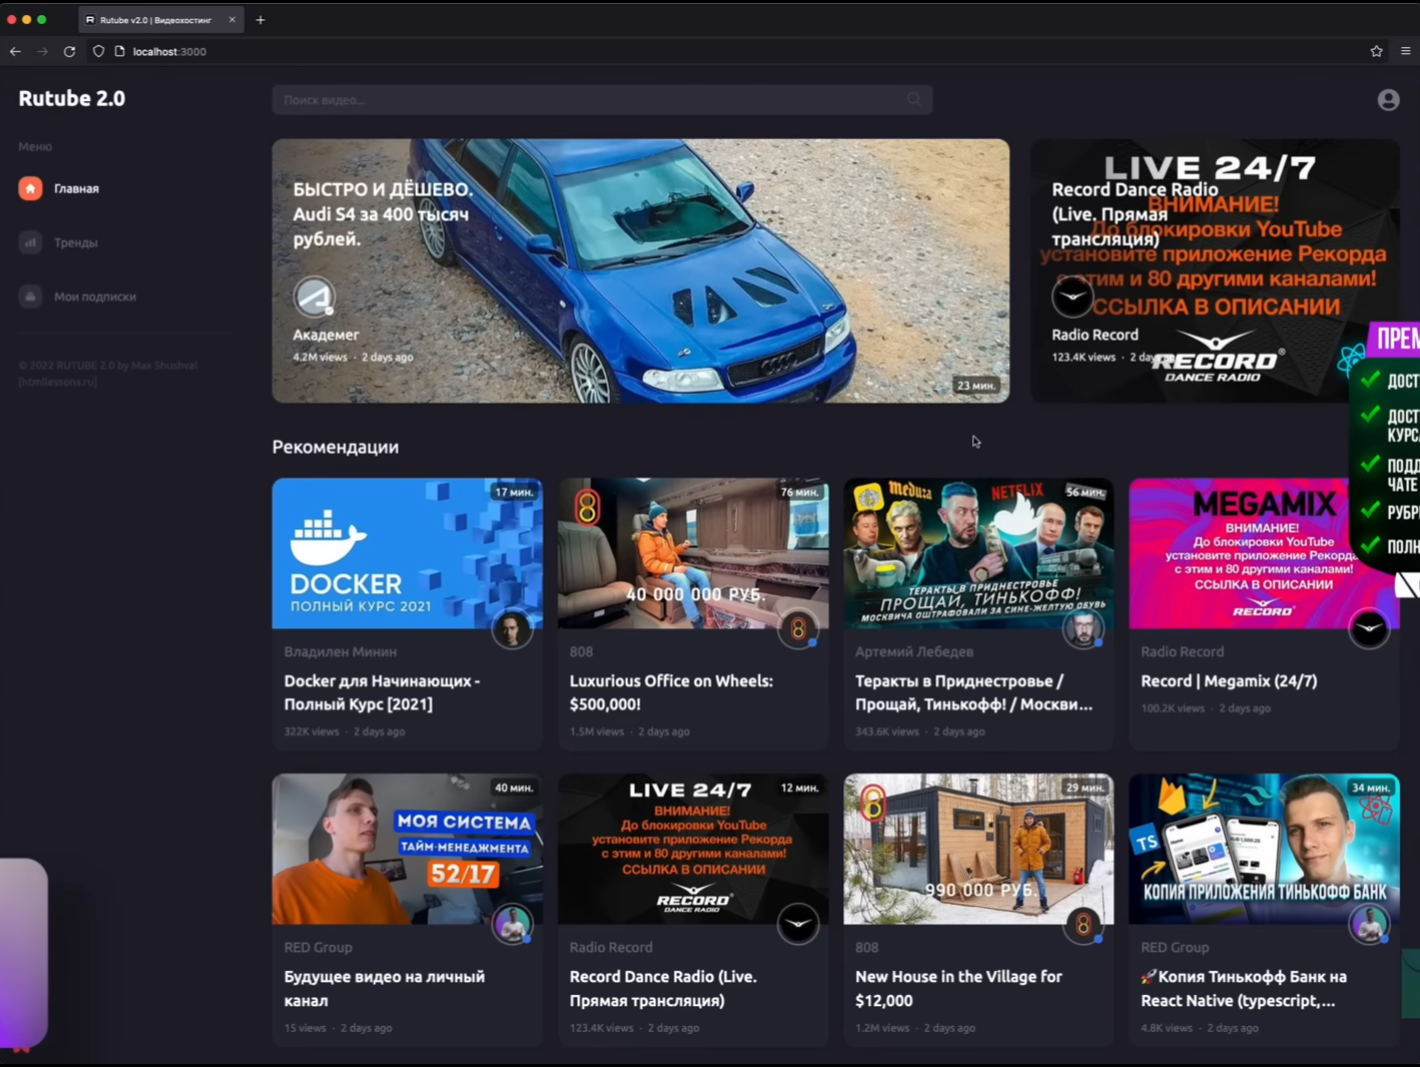 Rutube v2.0 | Видеохостинг
localhost:3000
Rutube 2.0
Поиск видео...
Меню
Главная
Тренды
Мои подписки
© 2022 RUTUBE 2.0 by Max Shushval
[htmllessons.ru]
БЫСТРО И ДЁШЕВО.
Audi S4 за 400 тысяч
рублей.
Академег
4.2M views · 2 days ago
23 мин.
LIVE 24/7
ВНИМАНИЕ!
До блокировки YouTube
установите приложение Рекорда
с этим и 80 другими каналами!
ССЫЛКА В ОПИСАНИИ
RECORD
DANCE RADIO
Record Dance Radio
(Live. Прямая
трансляция)
Radio Record
123.4K views · 2 days
ПРЕМ
ДОСТ
ДОСТ
КУРС
ПОДД
ЧАТЕ
РУБР
ПОЛН
Рекомендации
17 мин.
DOCKER
ПОЛНЫЙ КУРС 2021
Владилен Минин
Docker для Начинающих -
Полный Курс [2021]
322K views · 2 days ago
8
76 мин.
40 000 000 РУБ.
8
808
Luxurious Office on Wheels:
$500,000!
1.5M views · 2 days ago
meduza
NETFLIX
56 мин.
ТЕРАКТЫ В ПРИДНЕСТРОВЬЕ
ПРОЩАЙ, ТИНЬКОФФ!
МОСКВИЧА ОШТРАФОВАЛИ ЗА СИНЕ-ЖЕЛТУЮ ОБУВЬ
Артемий Лебедев
Теракты в Приднестровье /
Прощай, Тинькофф! / Москви...
343.6K views · 2 days ago
MEGAMIX
ВНИМАНИЕ!
До блокировки YouTube
установите приложение Рекорда
с этим и 80 другими каналами!
ССЫЛКА В ОПИСАНИИ
RECORD
Radio Record
Record | Megamix (24/7)
100.2K views · 2 days ago
40 мин.
МОЯ СИСТЕМА
ТАЙМ-МЕНЕДЖМЕНТА
52/17
RED Group
Будущее видео на личный
канал
15 views · 2 days ago
LIVE 24/7
12 мин.
ВНИМАНИЕ!
До блокировки YouTube
установите приложение Рекорда
с этим и 80 другими каналами!
ССЫЛКА В ОПИСАНИИ
RECORD
DANCE RADIO
Radio Record
Record Dance Radio (Live.
Прямая трансляция)
123.4K views · 2 days ago
8
29 мин.
990 000 РУБ.
8
808
New House in the Village for
$12,000
1.2M views · 2 days ago
34 мин.
TS
КОПИЯ ПРИЛОЖЕНИЯ ТИНЬКОФФ БАНК
RED Group
🚀Копия Тинькофф Банк на
React Native (typescript,...
4.8K views · 2 days ago